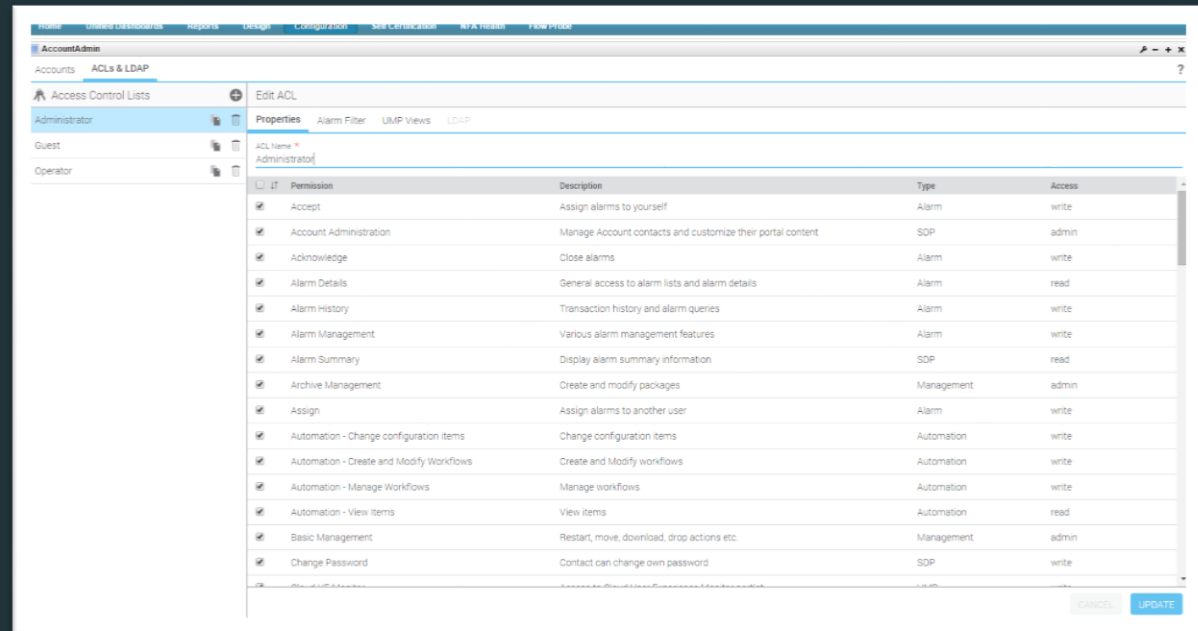 Home Unified Dashboards Reports Design Configuration Self Certification NFA Health Flow Probe
AccountAdmin
Accounts ACLs & LDAP
?
Access Control Lists
Administrator
Guest
Operator
Edit ACL
Properties Alarm Filter UMP Views LDAP
ACL Name *
Administrator
Permission Description Type Access
Accept Assign alarms to yourself Alarm write
Account Administration Manage Account contacts and customize their portal content SDP admin
Acknowledge Close alarms Alarm write
Alarm Details General access to alarm lists and alarm details Alarm read
Alarm History Transaction history and alarm queries Alarm write
Alarm Management Various alarm management features Alarm write
Alarm Summary Display alarm summary information SDP read
Archive Management Create and modify packages Management admin
Assign Assign alarms to another user Alarm write
Automation - Change configuration items Change configuration items Automation write
Automation - Create and Modify Workflows Create and Modify workflows Automation write
Automation - Manage Workflows Manage workflows Automation write
Automation - View Items View items Automation read
Basic Management Restart, move, download, drop actions etc. Management admin
Change Password Contact can change own password SDP write
CANCEL UPDATE